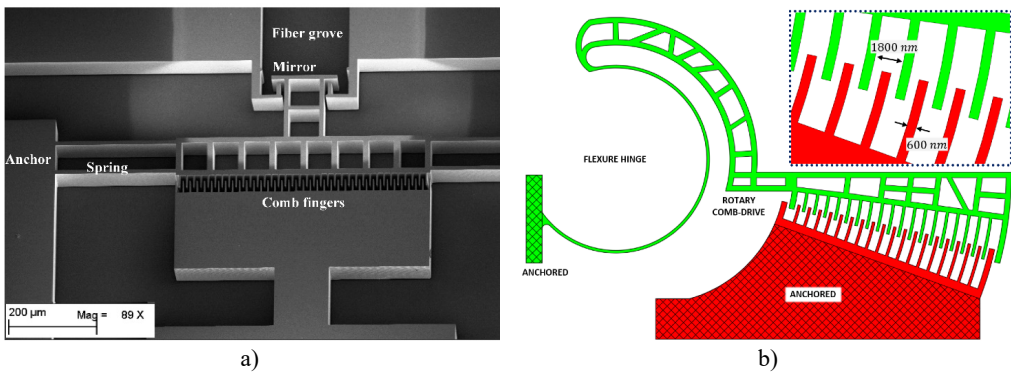 Fiber grove
Mirror
Anchor
Spring
Comb fingers
200 µm
Mag = 89 X
a)
1800 nm
600 nm
FLEXURE HINGE
ROTARY
COMB-DRIVE
ANCHORED
ANCHORED
b)